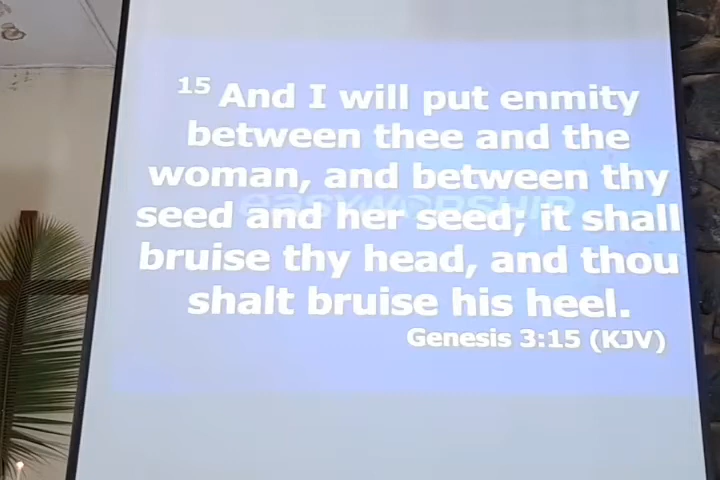 15 And I will put enmity
between thee and the
woman, and between thy
easyworship
seed and her seed; it shall
bruise thy head, and thou
shalt bruise his heel.
Genesis 3:15 (KJV)